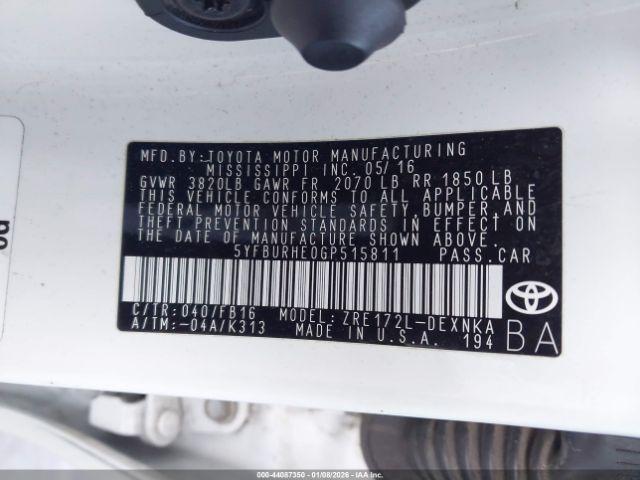 MFD.BY:TOYOTA MOTOR MANUFACTURING
MISSISSIPPI INC. 05/16
GVWR 3820LB GAWR FR 2070 LB RR 1850 LB
THIS VEHICLE CONFORMS TO ALL APPLICABLE
FEDERAL MOTOR VEHICLE SAFETY,BUMPER,AND
THEFT PREVENTION STANDARDS IN EFFECT ON
THE DATE OF MANUFACTURE SHOWN ABOVE.
5YFBURHE0GP515811 PASS.CAR
C/TR: 040/FB16 MODEL: ZRE172L-DEXNKA
A/TM:-04A/K313 MADE IN U.S.A. 194
TOYOTA
BA
000-44087350 | 01/08/2026 - IAAI.CA